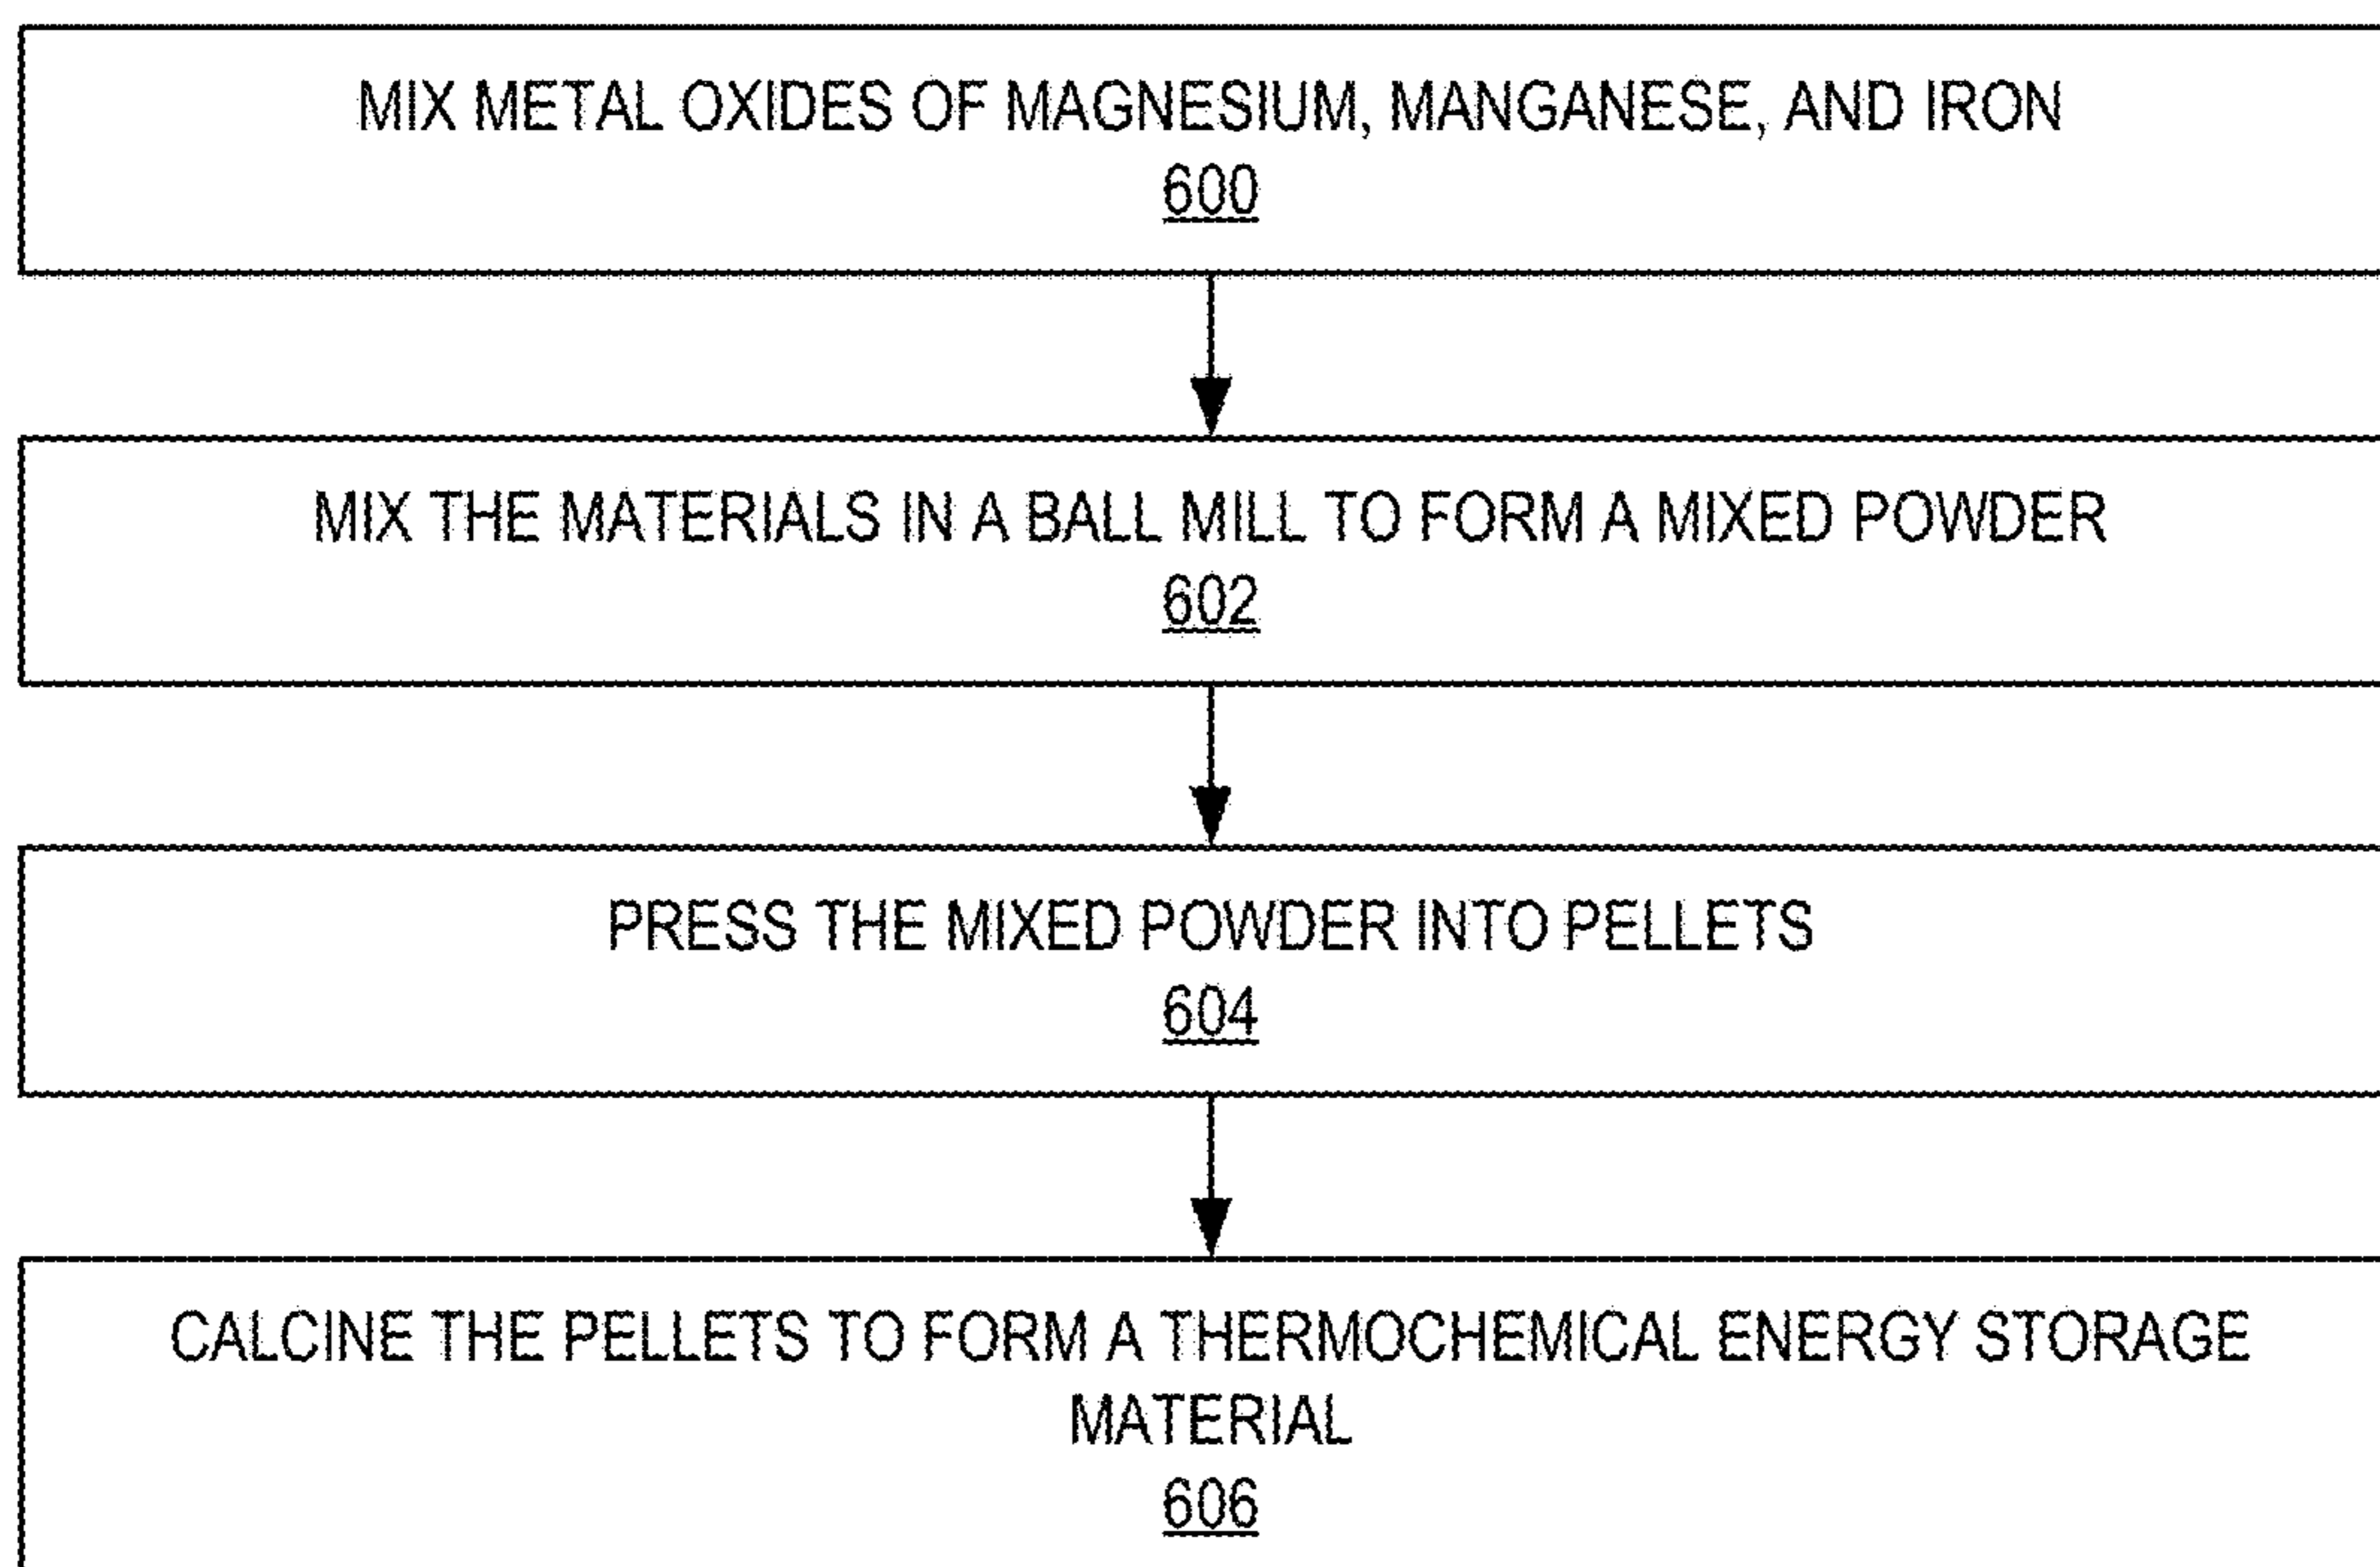 MIX METAL OXIDES OF MAGNESIUM, MANGANESE, AND IRON
600
MIX THE MATERIALS IN A BALL MILL TO FORM A MIXED POWDER
602
PRESS THE MIXED POWDER INTO PELLETS
604
CALCINE THE PELLETS TO FORM A THERMOCHEMICAL ENERGY STORAGE
MATERIAL
606